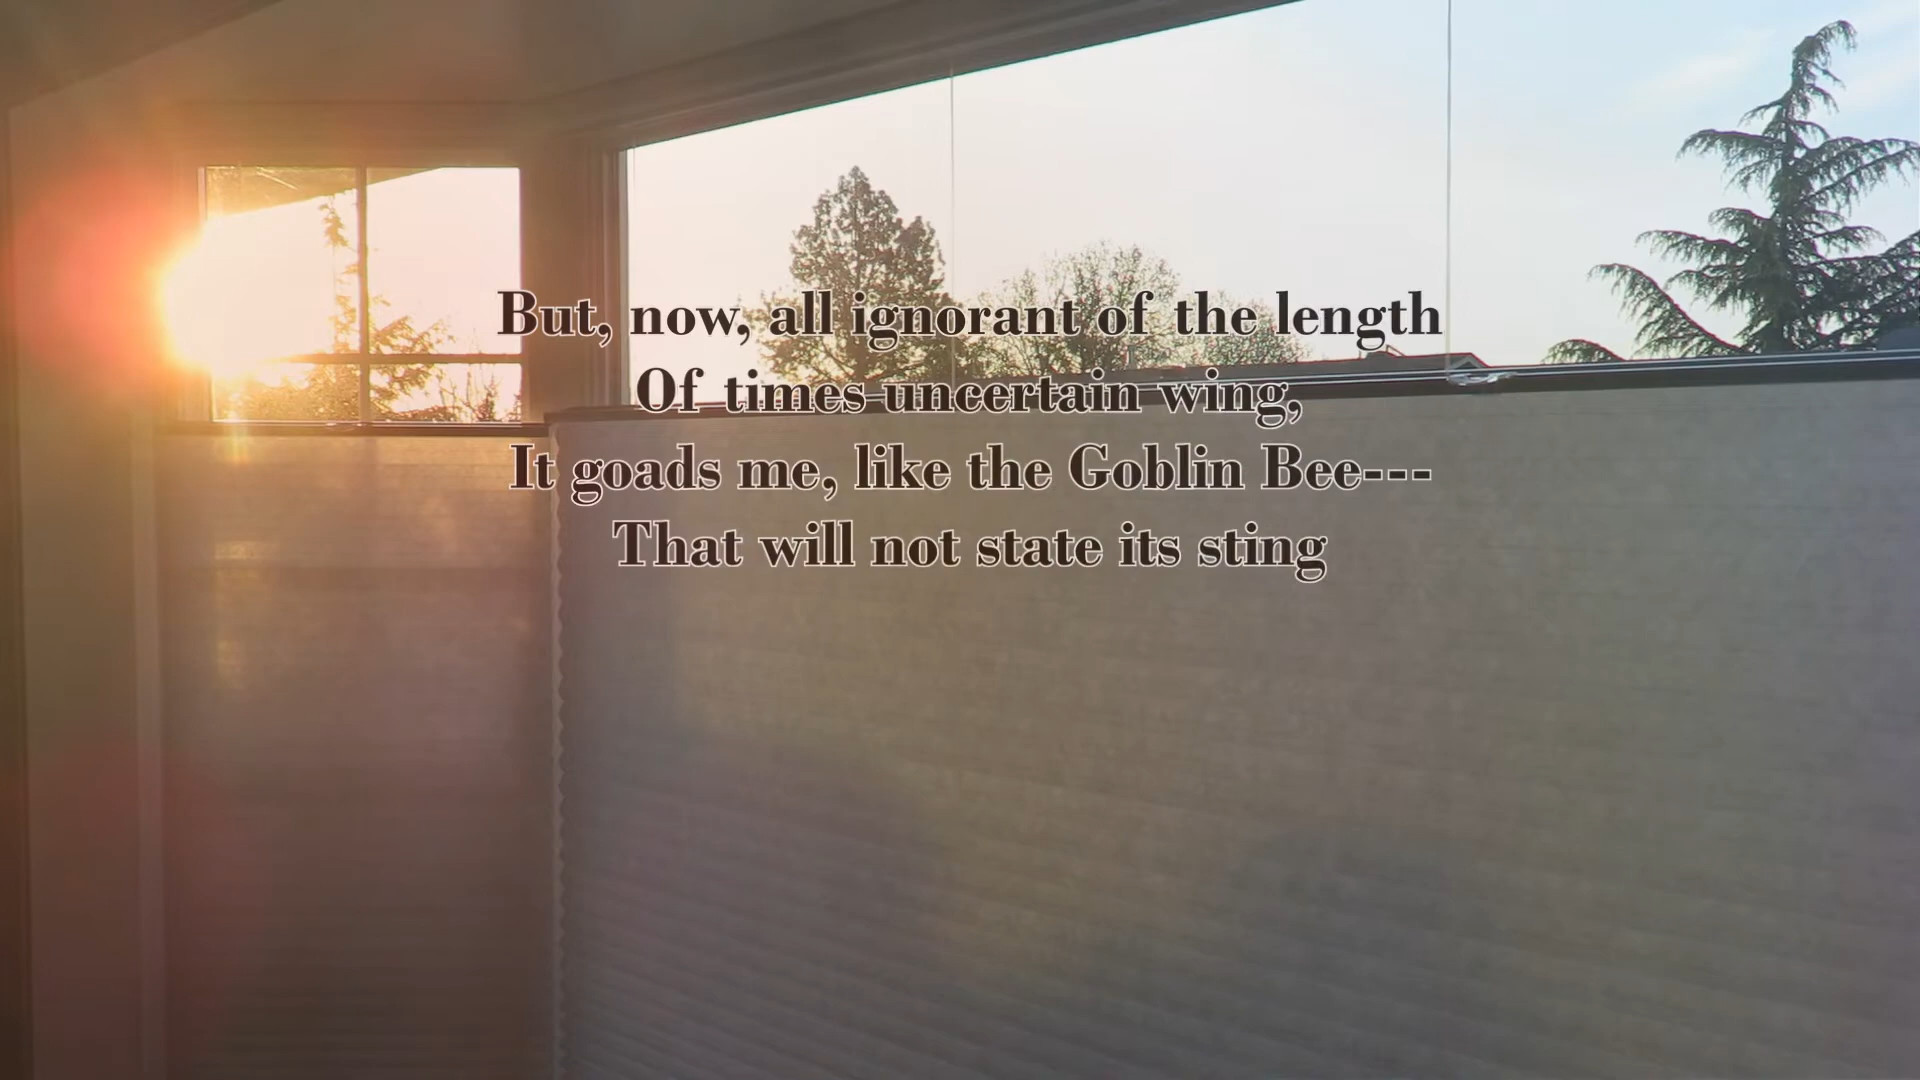 But, now, all ignorant of the length
Of times uncertain wing,
It goads me, like the Goblin Bee---
That will not state its sting